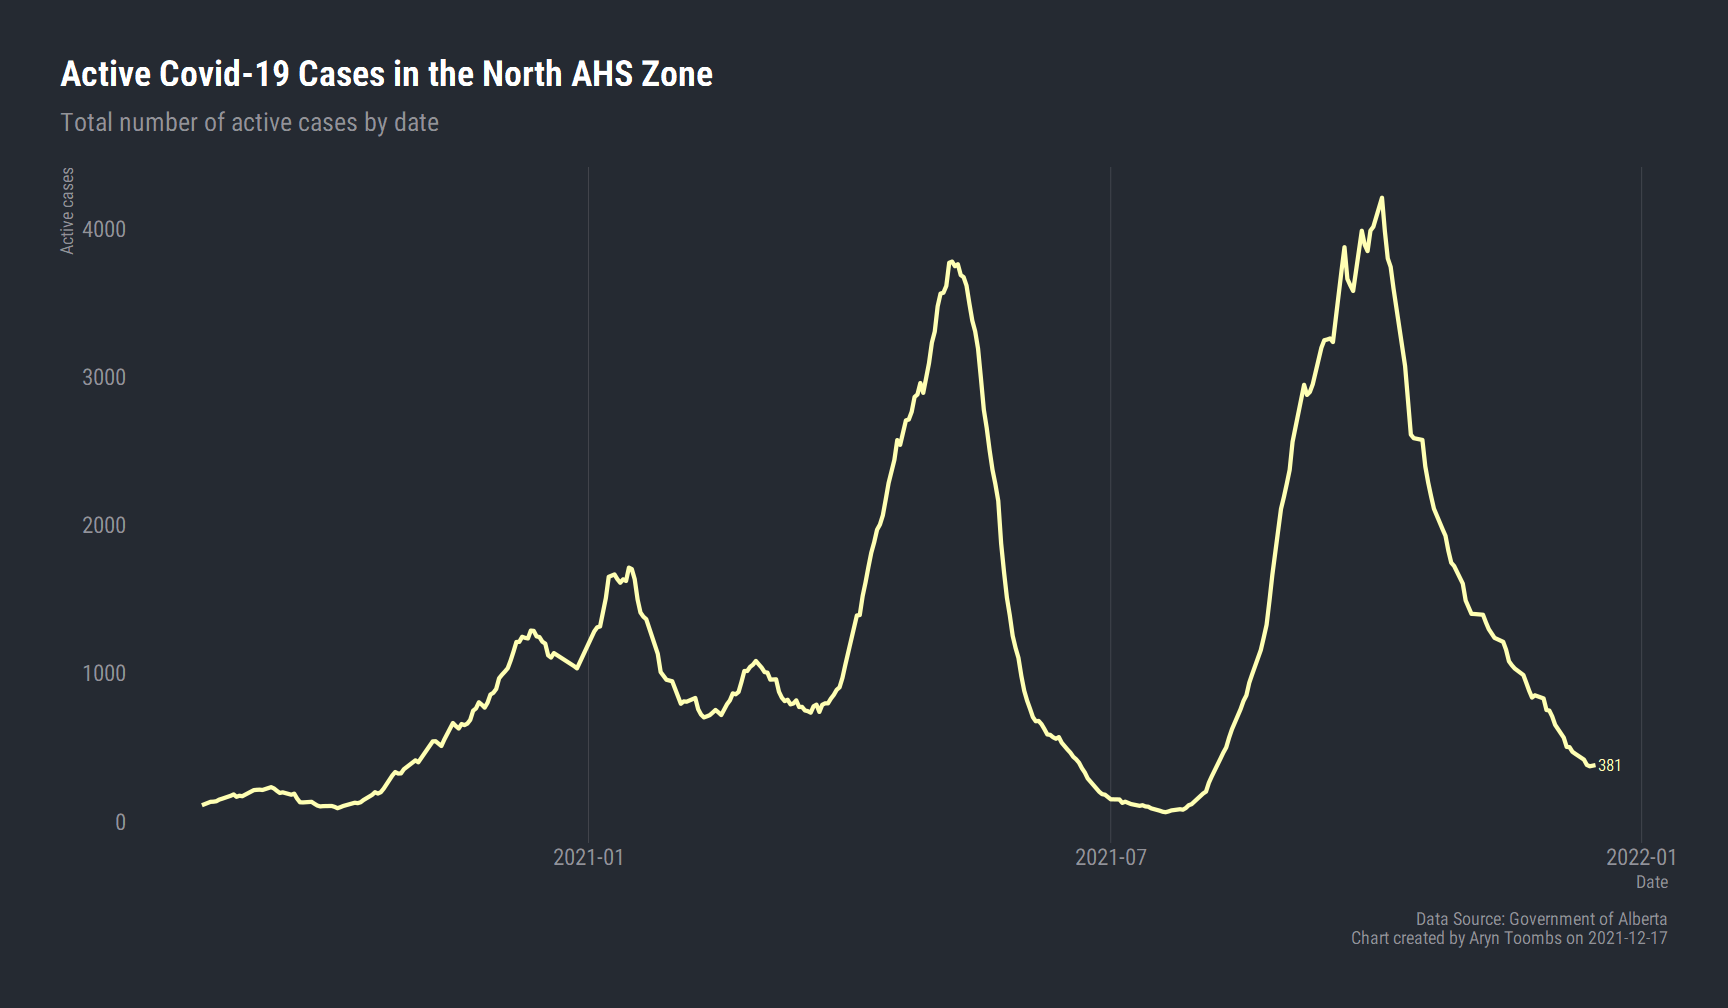 Active Covid-19 Cases in the North AHS Zone
Total number of active cases by date
Active cases
4000
3000
2000
1000
0
381
2021-01
2021-07
2022-01
Date
Data Source: Government of Alberta
Chart created by Aryn Toombs on 2021-12-17